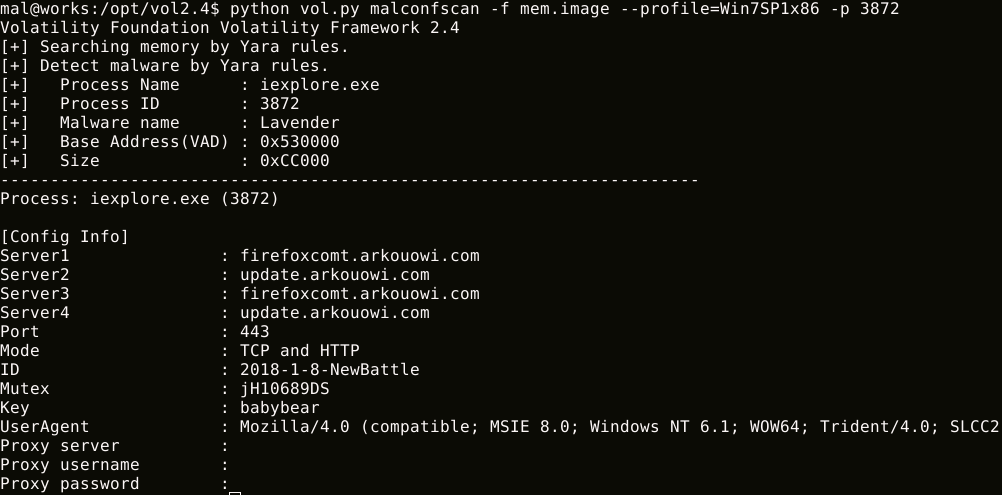 mal@works:/opt/vol2.4$ python vol.py malconfscan -f mem.image --profile=Win7SP1x86 -p 3872
Volatility Foundation Volatility Framework 2.4
[+] Searching memory by Yara rules.
[+] Detect malware by Yara rules.
[+]   Process Name      : iexplore.exe
[+]   Process ID        : 3872
[+]   Malware name      : Lavender
[+]   Base Address(VAD) : 0x530000
[+]   Size              : 0xCC000
----------------------------------------------------------------------
Process: iexplore.exe (3872)

[Config Info]
Server1               : firefoxcomt.arkouowi.com
Server2               : update.arkouowi.com
Server3               : firefoxcomt.arkouowi.com
Server4               : update.arkouowi.com
Port                  : 443
Mode                  : TCP and HTTP
ID                    : 2018-1-8-NewBattle
Mutex                 : jH10689DS
Key                   : babybear
UserAgent             : Mozilla/4.0 (compatible; MSIE 8.0; Windows NT 6.1; WOW64; Trident/4.0; SLCC2
Proxy server          :
Proxy username        :
Proxy password        :